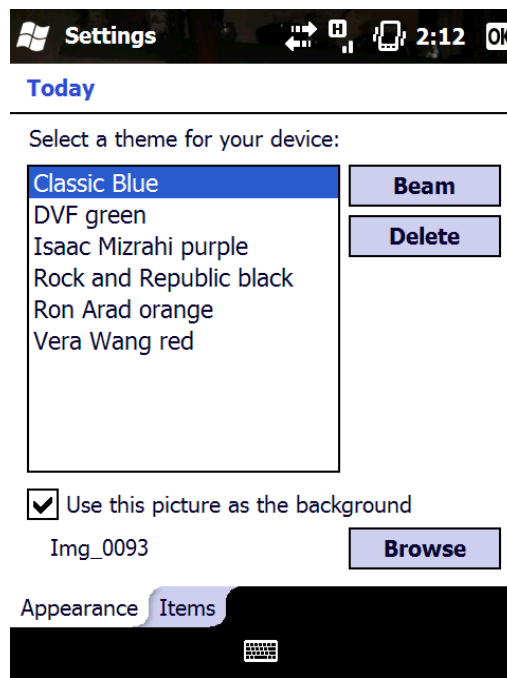 Settings H 2:12 OK
Today
Select a theme for your device:
Classic Blue
Beam
DVF green
Delete
Isaac Mizrahi purple
Rock and Republic black
Ron Arad orange
Vera Wang red
Use this picture as the background
Img_0093
Browse
Appearance Items